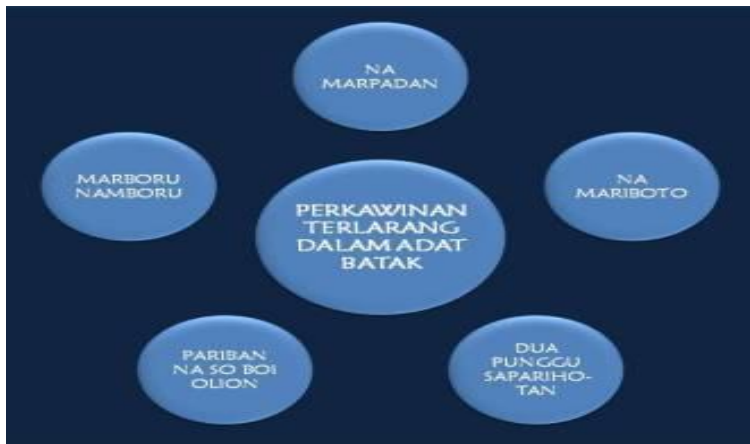 NA
MARPADAN
MARBORU
NAMBORU
NA
MARIBOTO
PERKAWINAN
TERLARANG
DALAM ADAT
BATAK
PARIBAN
NA SO BOI
OLION
DUA
PUNGGU
SAPARIHO-
TAN